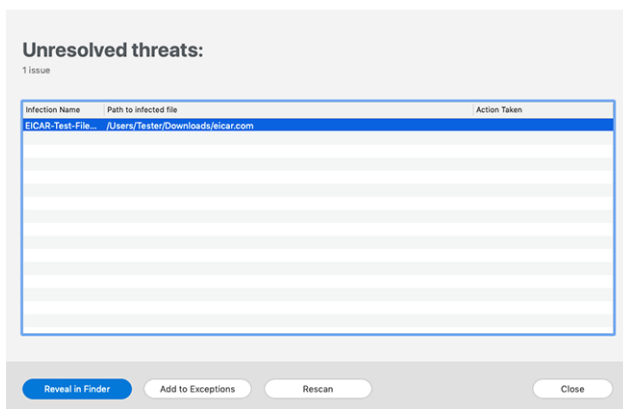 Unresolved threats:
1 issue
Infection Name Path to infected file Action Taken
EICAR-Test-File... /Users/Tester/Downloads/eicar.com
Reveal in Finder Add to Exceptions Rescan Close